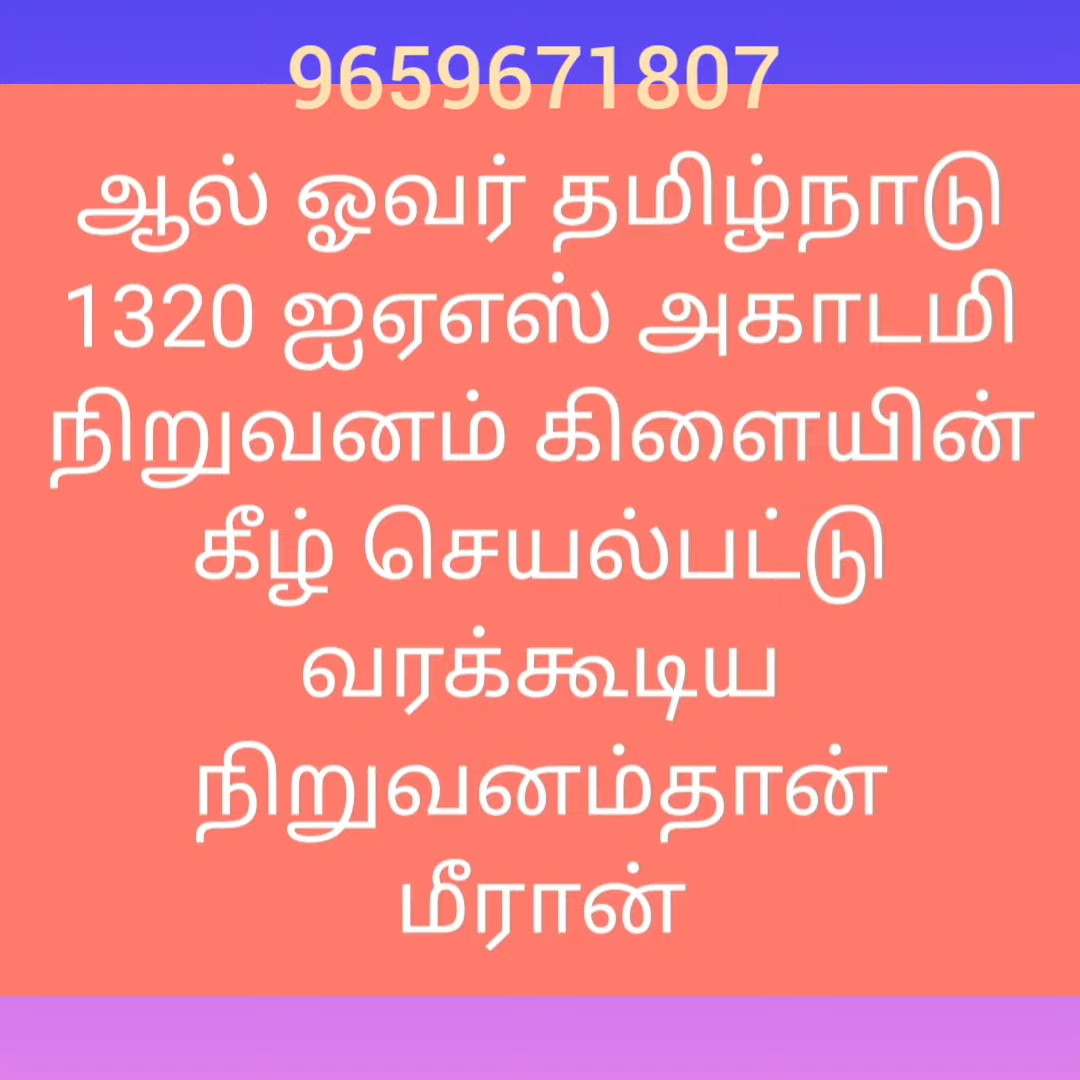 9659671807
ஆல் ஓவர் தமிழ்நாடு
1320 ஐஏஎஸ் அகாடமி
நிறுவனம் கிளையின்
கீழ் செயல்பட்டு
வரக்கூடிய
நிறுவனம்தான்
மீரான்